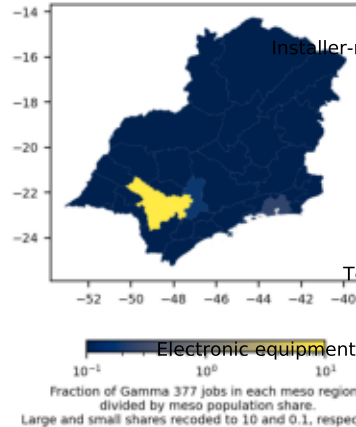 −14
Installer-
−16
−18
−20
−22
−24
T
−52 −50 −48 −46 −44 −42 −40
Electronic equipment
10⁻¹ 10⁰ 10¹
Fraction of Gamma 377 jobs in each meso region
divided by meso population share.
Large and small shares recoded to 10 and 0.1,